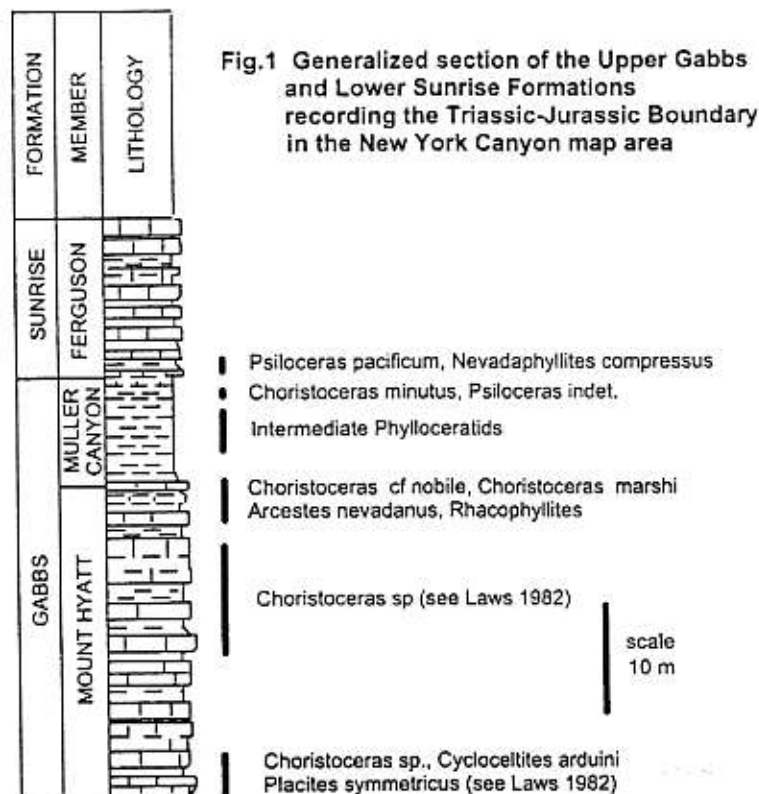 FORMATION
MEMBER
LITHOLOGY
Fig.1 Generalized section of the Upper Gabbs
and Lower Sunrise Formations
recording the Triassic-Jurassic Boundary
in the New York Canyon map area
SUNRISE
FERGUSON
Psiloceras pacificum, Nevadaphyllites compressus
GABBS
MULLER
CANYON
Choristoceras minutus, Psiloceras indet.
Intermediate Phylloceratids
MOUNT HYATT
Choristoceras cf nobile, Choristoceras marshi
Arcestes nevadanus, Rhacophyllites
Choristoceras sp (see Laws 1982)
scale
10 m
Choristoceras sp., Cycloceltites arduini
Placites symmetricus (see Laws 1982)